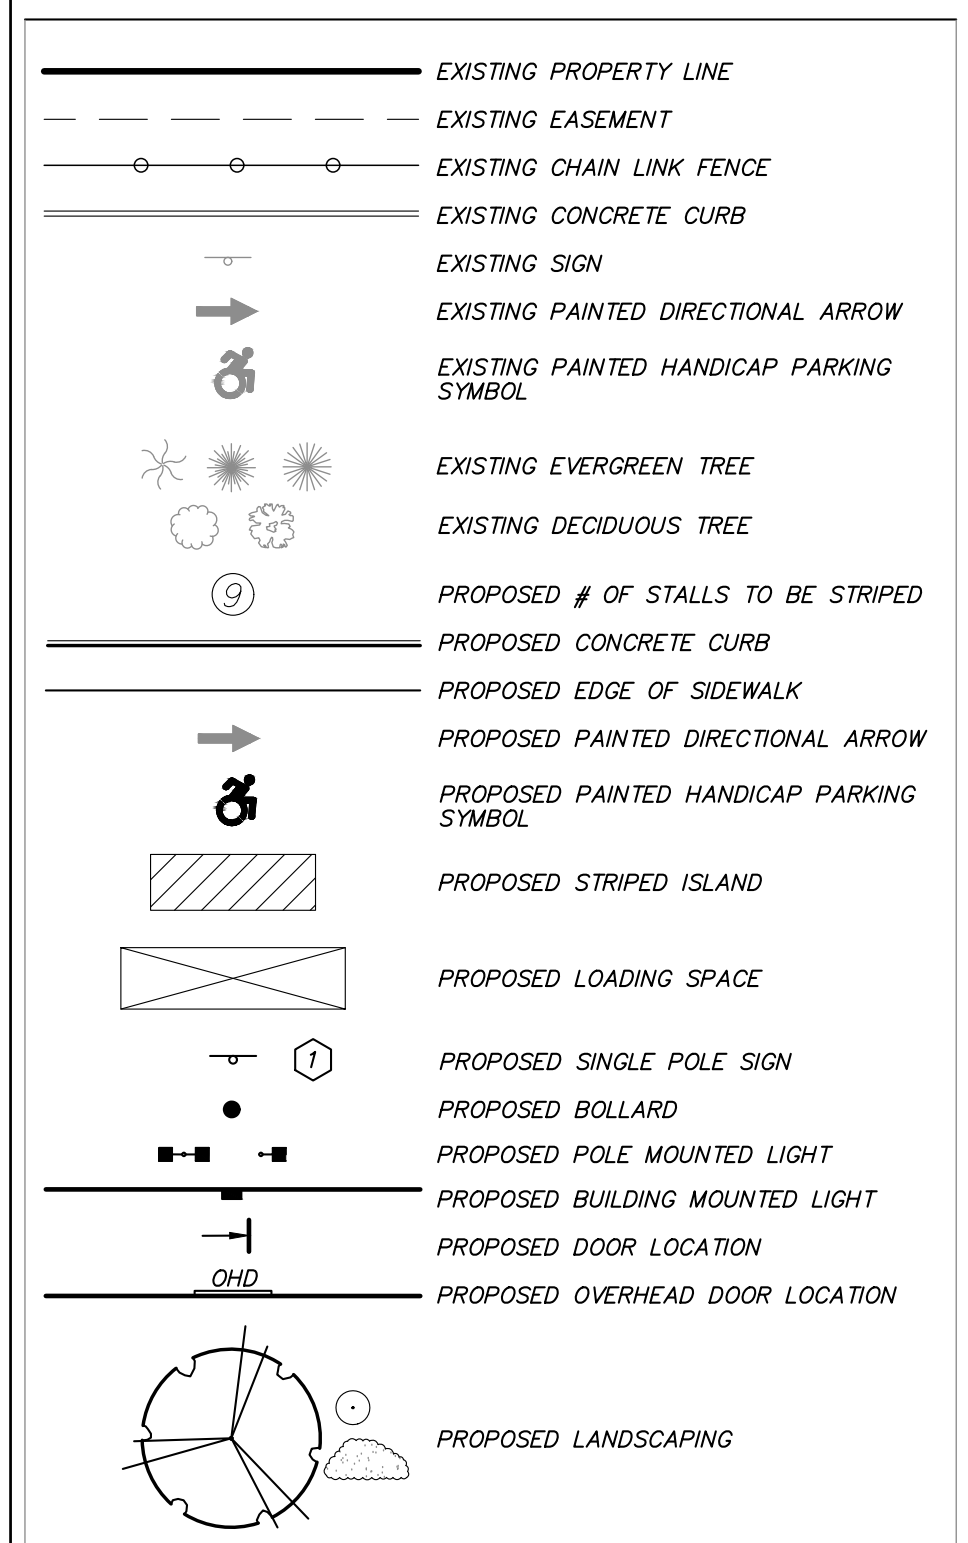 EXISTING PROPERTY LINE
EXISTING EASEMENT
EXISTING CHAIN LINK FENCE
EXISTING CONCRETE CURB
EXISTING SIGN
EXISTING PAINTED DIRECTIONAL ARROW
EXISTING PAINTED HANDICAP PARKING
SYMBOL
EXISTING EVERGREEN TREE
EXISTING DECIDUOUS TREE
9 PROPOSED # OF STALLS TO BE STRIPED
PROPOSED CONCRETE CURB
PROPOSED EDGE OF SIDEWALK
PROPOSED PAINTED DIRECTIONAL ARROW
PROPOSED PAINTED HANDICAP PARKING
SYMBOL
PROPOSED STRIPED ISLAND
PROPOSED LOADING SPACE
1 PROPOSED SINGLE POLE SIGN
PROPOSED BOLLARD
PROPOSED POLE MOUNTED LIGHT
PROPOSED BUILDING MOUNTED LIGHT
PROPOSED DOOR LOCATION
OHD
PROPOSED OVERHEAD DOOR LOCATION
PROPOSED LANDSCAPING